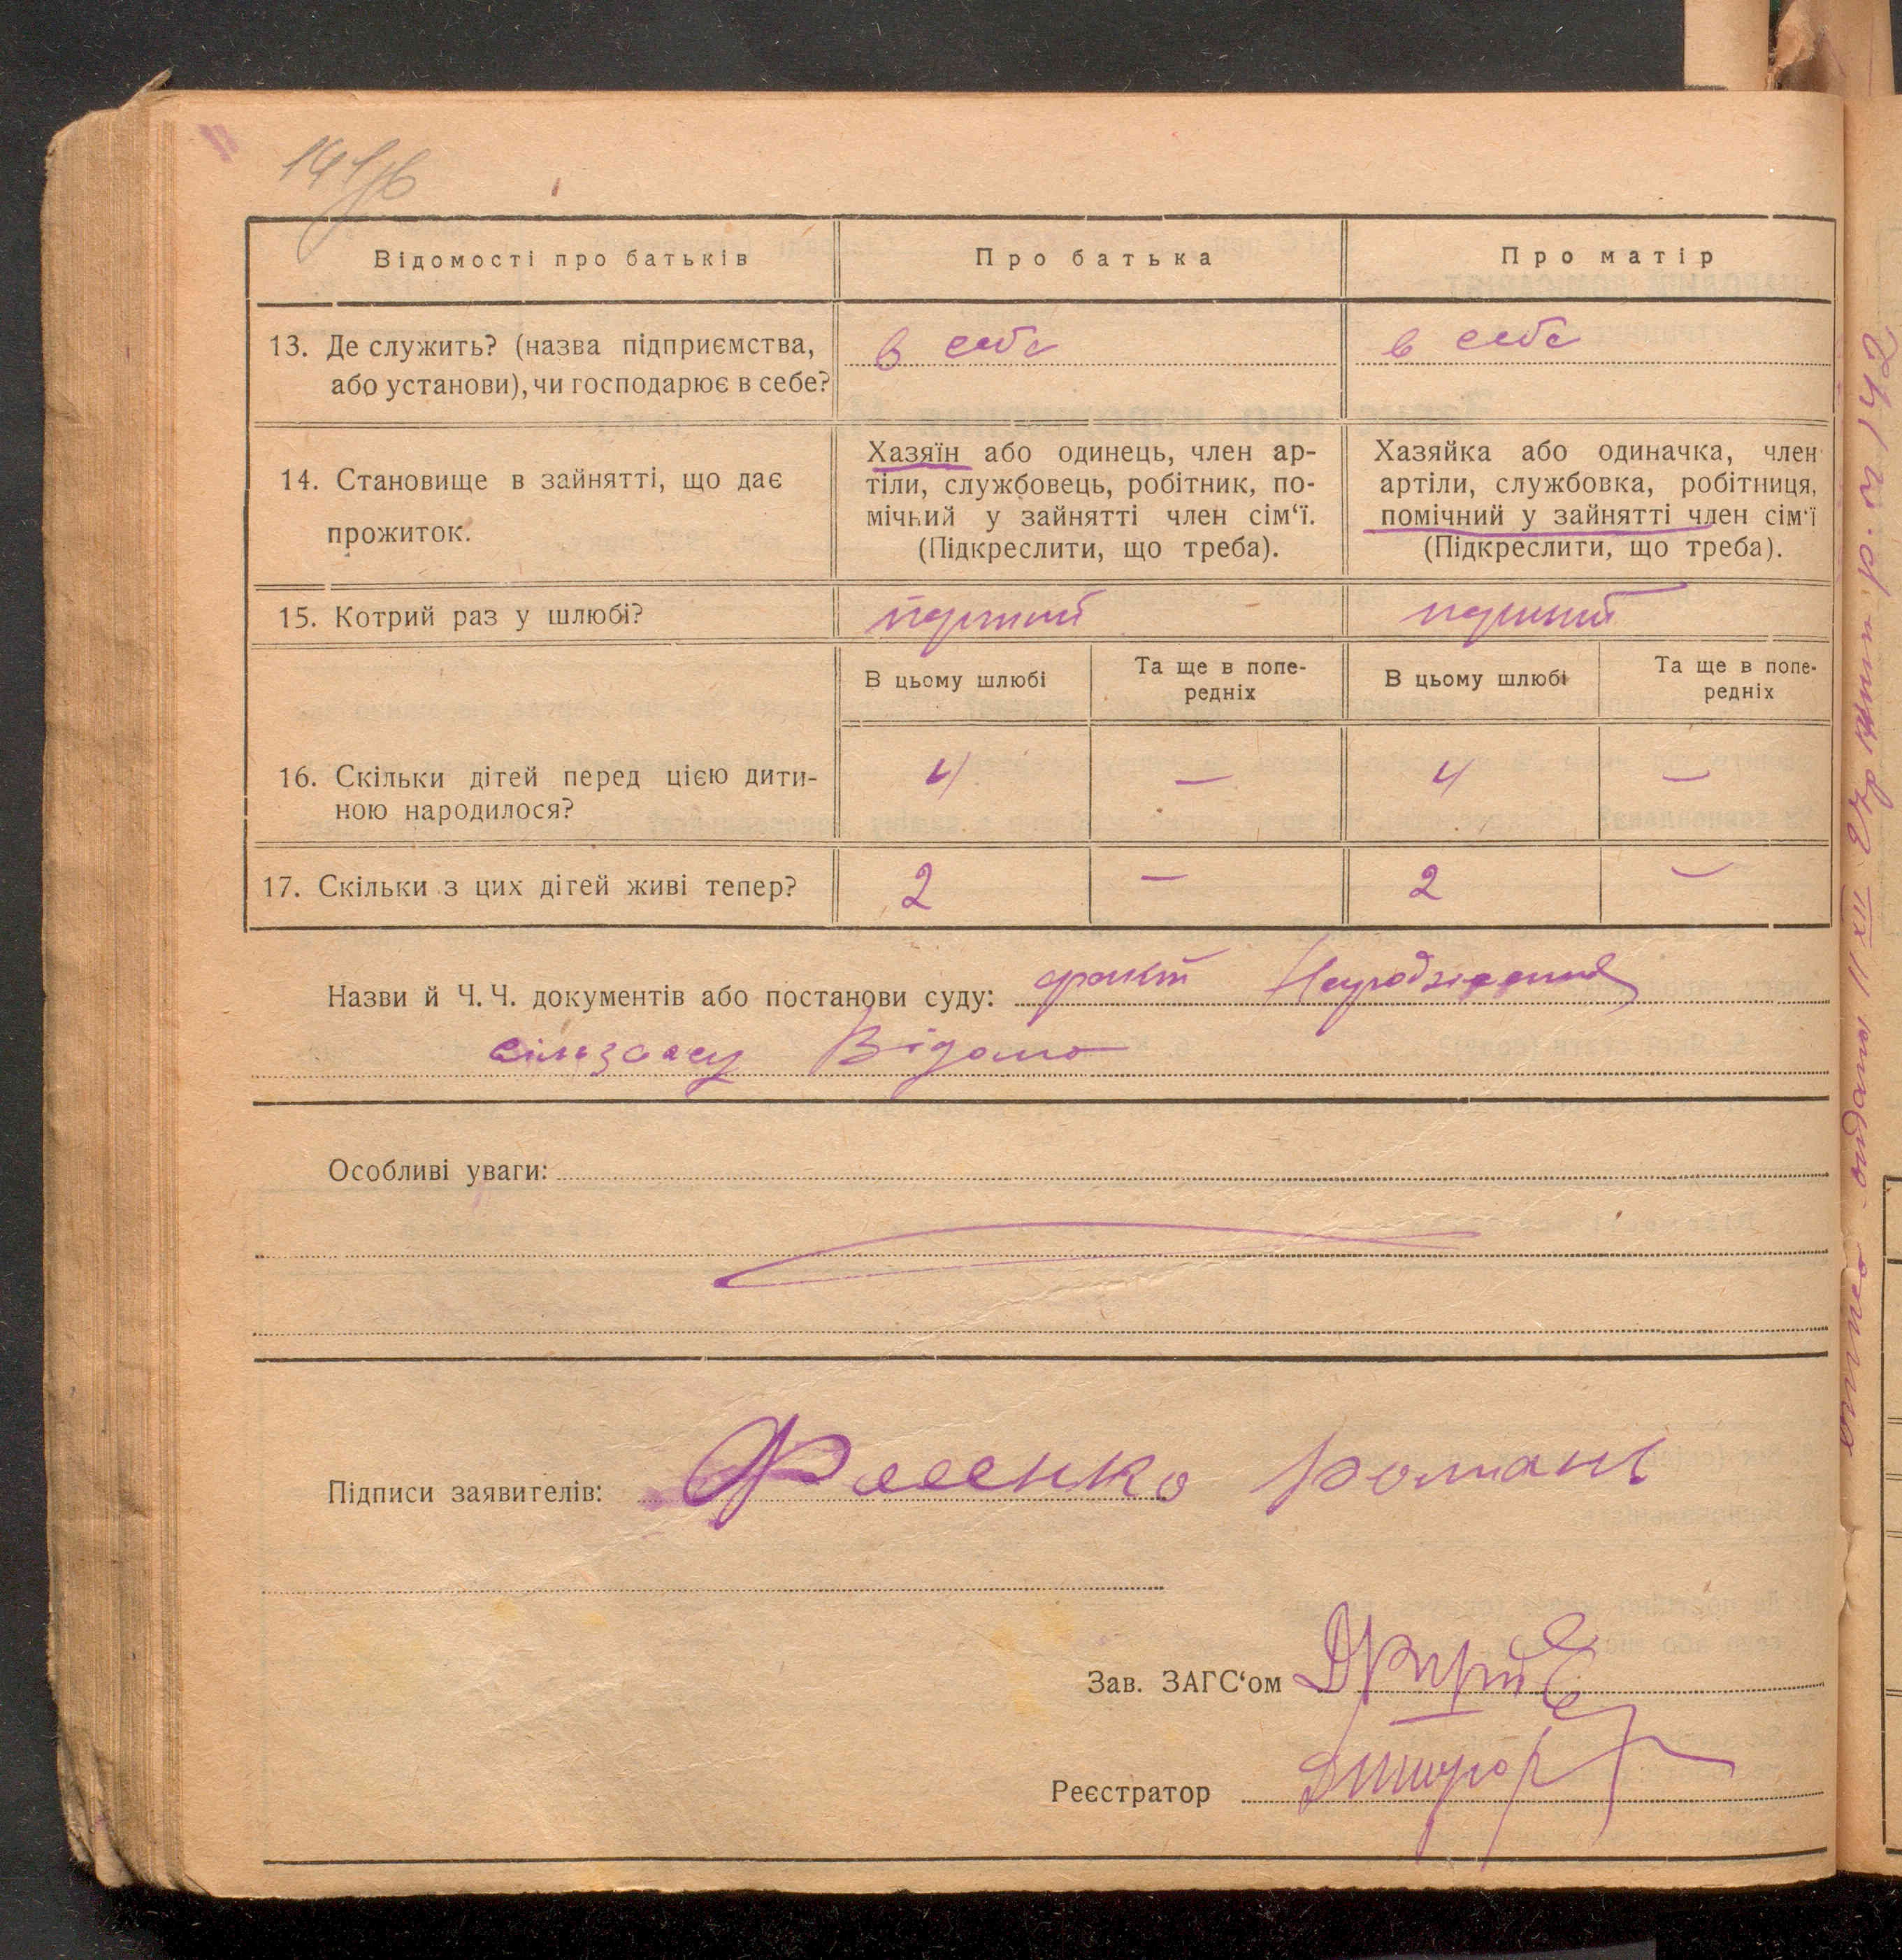 Відомості про батьків
Про батька
Про матір
13. Де служить? (назва підприємства,
або установи), чи господарює в себе?
в себе
в себе
14. Становище в зайнятті, що дає
прожиток.
Хазяїн або одинець, член ар-
тіли, службовець, робітник, по-
мічний у зайнятті член сім‘ї.
(Підкреслити, що треба).
Хазяйка або одиначка, член
артіли, службовка, робітниця,
помічний у зайнятті член сім‘ї
(Підкреслити, що треба).
15. Котрий раз у шлюбі?
перший
перший
В цьому шлюбі
Та ще в попе-
редніх
В цьому шлюбі
Та ще в попе-
редніх
16. Скільки дітей перед цією дити-
ною народилося?
4
—
4
—
17. Скільки з цих дітей живі тепер?
2
—
2
—
Назви й Ч. Ч. документів або постанови суду: факт
Відомо
Особливі уваги:
Підписи заявителів:
Зав. ЗАГС‘ом
Реєстратор